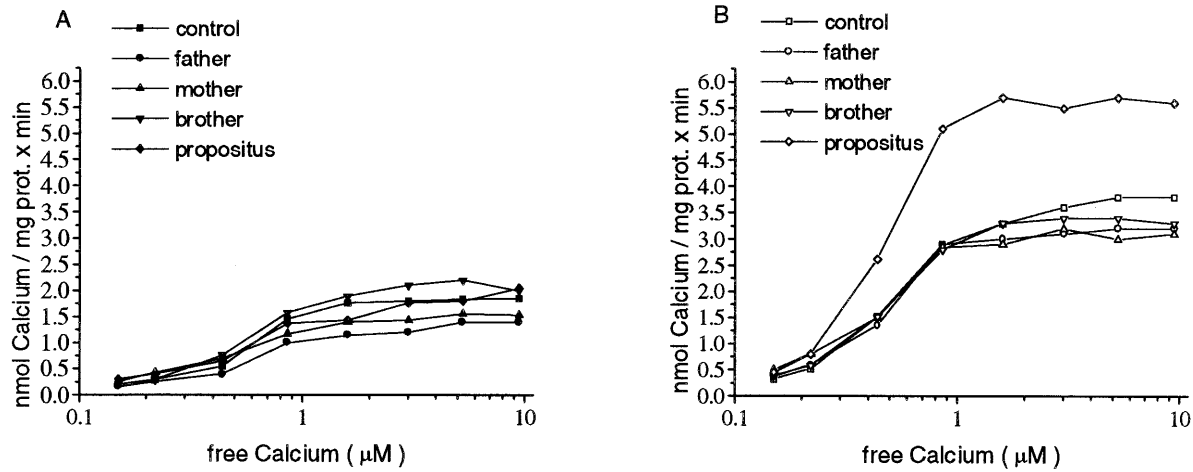 A
control
father
mother
brother
propositus
nmol Calcium / mg prot. x min
6.0
5.5
5.0
4.5
4.0
3.5
3.0
2.5
2.0
1.5
1.0
0.5
0.0
0.1
1
10
free Calcium ( μM )
B
control
father
mother
brother
propositus
nmol Calcium / mg prot. x min
6.0
5.5
5.0
4.5
4.0
3.5
3.0
2.5
2.0
1.5
1.0
0.5
0.0
0.1
1
10
free Calcium ( μM )